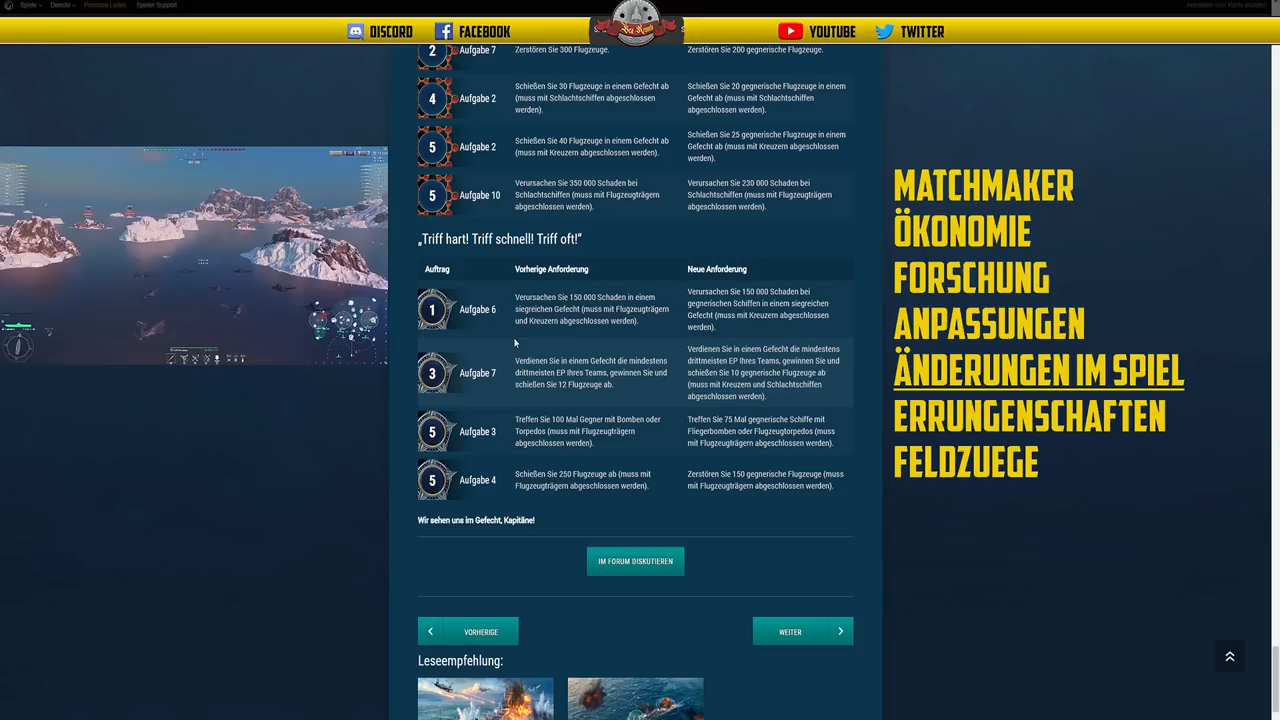 Spiele
Dienste
Premium-Laden
Spieler Support
Anmelden oder Konto erstellen
DISCORD
FACEBOOK
YOUTUBE
TWITTER
2
Aufgabe 7
Zerstören Sie 300 Flugzeuge.
Zerstören Sie 200 gegnerische Flugzeuge.
4
Aufgabe 2
Schießen Sie 30 Flugzeuge in einem Gefecht ab
(muss mit Schlachtschiffen abgeschlossen
werden).
Schießen Sie 20 gegnerische Flugzeuge in einem
Gefecht ab (muss mit Schlachtschiffen
abgeschlossen werden).
5
Aufgabe 2
Schießen Sie 40 Flugzeuge in einem Gefecht ab
(muss mit Kreuzern abgeschlossen werden).
Schießen Sie 25 gegnerische Flugzeuge in einem
Gefecht ab (muss mit Kreuzern abgeschlossen
werden).
5
Aufgabe 10
Verursachen Sie 350 000 Schaden bei
Schlachtschiffen (muss mit Flugzeugträgern
abgeschlossen werden).
Verursachen Sie 230 000 Schaden bei
Schlachtschiffen (muss mit Flugzeugträgern
abgeschlossen werden).
„Triff hart! Triff schnell! Triff oft!“
Auftrag
Vorherige Anforderung
Neue Anforderung
1
Aufgabe 6
Verursachen Sie 150 000 Schaden in einem
siegreichen Gefecht (muss mit Flugzeugträgern
und Kreuzern abgeschlossen werden).
Verursachen Sie 150 000 Schaden bei
gegnerischen Schiffen in einem siegreichen
Gefecht (muss mit Kreuzern abgeschlossen
werden).
3
Aufgabe 7
Verdienen Sie in einem Gefecht die mindestens
drittmeisten EP Ihres Teams, gewinnen Sie und
schießen Sie 12 Flugzeuge ab.
Verdienen Sie in einem Gefecht die mindestens
drittmeisten EP Ihres Teams, gewinnen Sie und
schießen Sie 10 gegnerische Flugzeuge ab
(muss mit Kreuzern und Schlachtschiffen
abgeschlossen werden).
5
Aufgabe 3
Treffen Sie 100 Mal Gegner mit Bomben oder
Torpedos (muss mit Flugzeugträgern
abgeschlossen werden).
Treffen Sie 75 Mal gegnerische Schiffe mit
Fliegerbomben oder Flugzeugtorpedos (muss
mit Flugzeugträgern abgeschlossen werden).
5
Aufgabe 4
Schießen Sie 250 Flugzeuge ab (muss mit
Flugzeugträgern abgeschlossen werden).
Zerstören Sie 150 gegnerische Flugzeuge (muss
mit Flugzeugträgern abgeschlossen werden).
Wir sehen uns im Gefecht, Kapitäne!
IM FORUM DISKUTIEREN
VORHERIGE
WEITER
Leseempfehlung:
MATCHMAKER
ÖKONOMIE
FORSCHUNG
ANPASSUNGEN
ÄNDERUNGEN IM SPIEL
ERRUNGENSCHAFTEN
FELDZUEGE